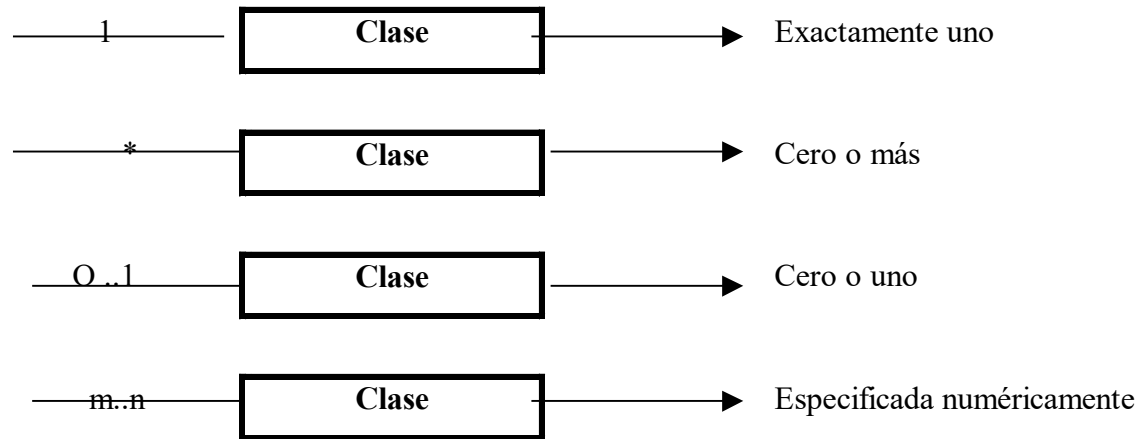 1 Clase Exactamente uno
* Clase Cero o más
O ..1 Clase Cero o uno
m..n Clase Especificada numéricamente